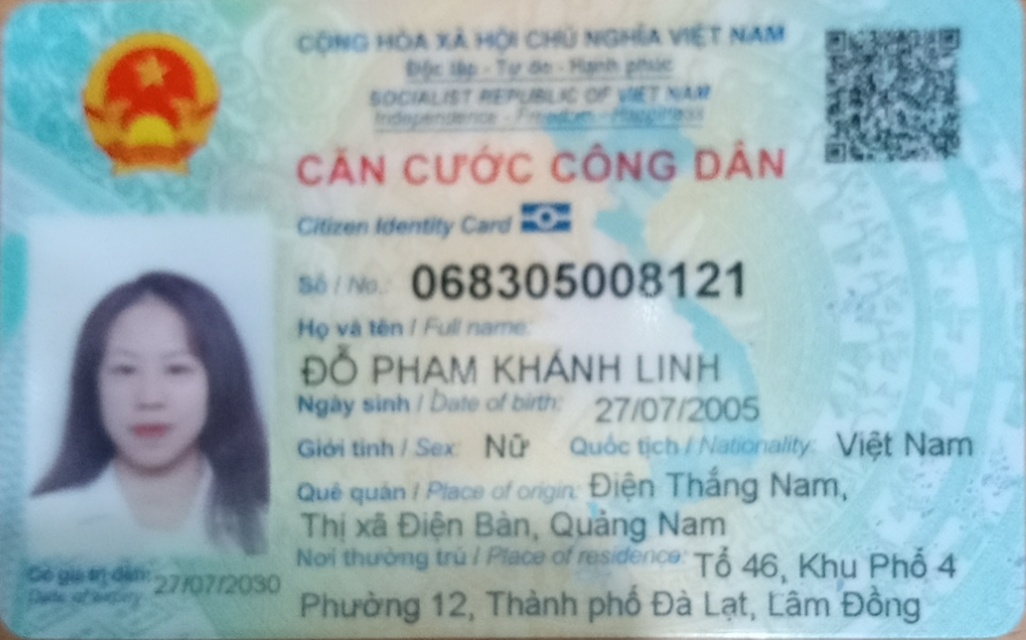 CỘNG HÒA XÃ HỘI CHỦ NGHĨA VIỆT NAM
Độc lập - Tự do - Hạnh phúc
SOCIALIST REPUBLIC OF VIET NAM
Independence - Freedom - Happiness
CĂN CƯỚC CÔNG DÂN
Citizen Identity Card
Số / No.: 068305008121
Họ và tên / Full name:
ĐỖ PHẠM KHÁNH LINH
Ngày sinh / Date of birth: 27/07/2005
Giới tính / Sex: Nữ Quốc tịch / Nationality: Việt Nam
Quê quán / Place of origin: Điện Thắng Nam,
Thị xã Điện Bàn, Quảng Nam
Nơi thường trú / Place of residence: Tổ 46, Khu Phố 4
Phường 12, Thành phố Đà Lạt, Lâm Đồng
Có giá trị đến: 27/07/2030
Date of expiry